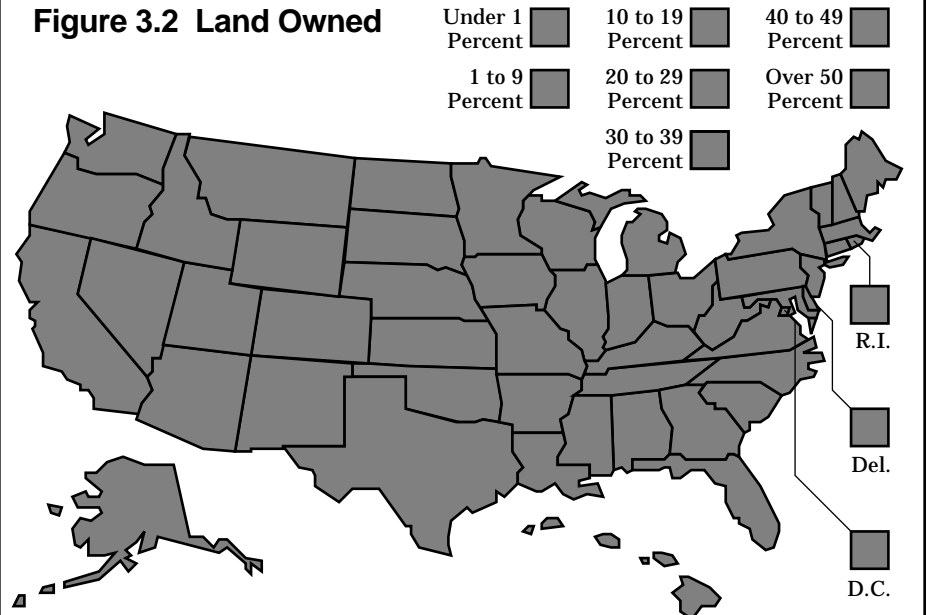 Figure 3.2 Land Owned
Under 1
Percent
10 to 19
Percent
40 to 49
Percent
1 to 9
Percent
20 to 29
Percent
Over 50
Percent
30 to 39
Percent
R.I.
Del.
D.C.